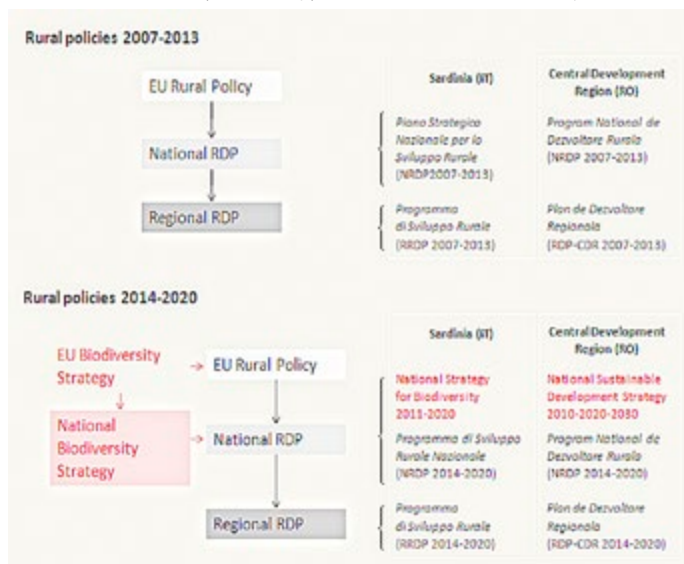 Rural policies 2007-2013
EU Rural Policy
National RDP
Regional RDP
Sardinia (IT)
Central Development
Region (RO)
Piano Strategico
Nazionale per lo
Sviluppo Rurale
(NRDP2007-2013)
Program National de
Dezvoltare Rurala
(NRDP 2007-2013)
Programma
di Sviluppo Rurale
(RRDP 2007-2013)
Plan de Dezvoltare
Regionala
(RDP-CDR 2007-2013)
Rural policies 2014-2020
EU Biodiversity
Strategy
EU Rural Policy
National
Biodiversity
Strategy
National RDP
Regional RDP
Sardinia (IT)
Central Development
Region (RO)
National Strategy
for Biodiversity
2011-2020
National Sustainable
Development Strategy
2010-2020-2030
Programma di Sviluppo
Rurale Nazionale
(NRDP 2014-2020)
Program National de
Dezvoltare Rurala
(NRDP 2014-2020)
Programma
di Sviluppo Rurale
(RRDP 2014-2020)
Plan de Dezvoltare
Regionala
(RDP-CDR 2014-2020)